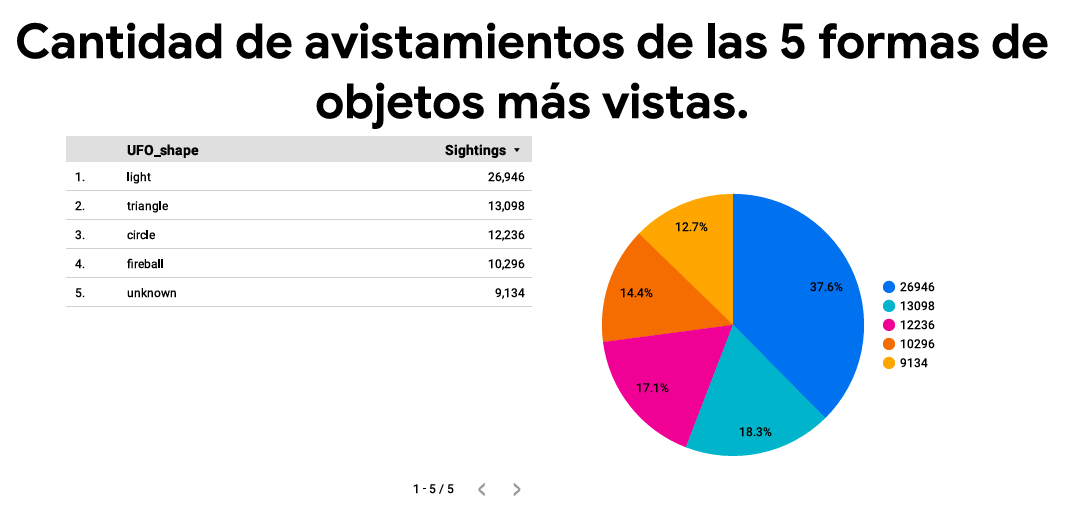 Cantidad de avistamientos de las 5 formas de
objetos más vistas.
UFO_shape Sightings
1. light 26,946
2. triangle 13,098
3. circle 12,236
4. fireball 10,296
5. unknown 9,134
1 - 5 / 5
12.7%
37.6%
14.4%
17.1%
18.3%
26946
13098
12236
10296
9134